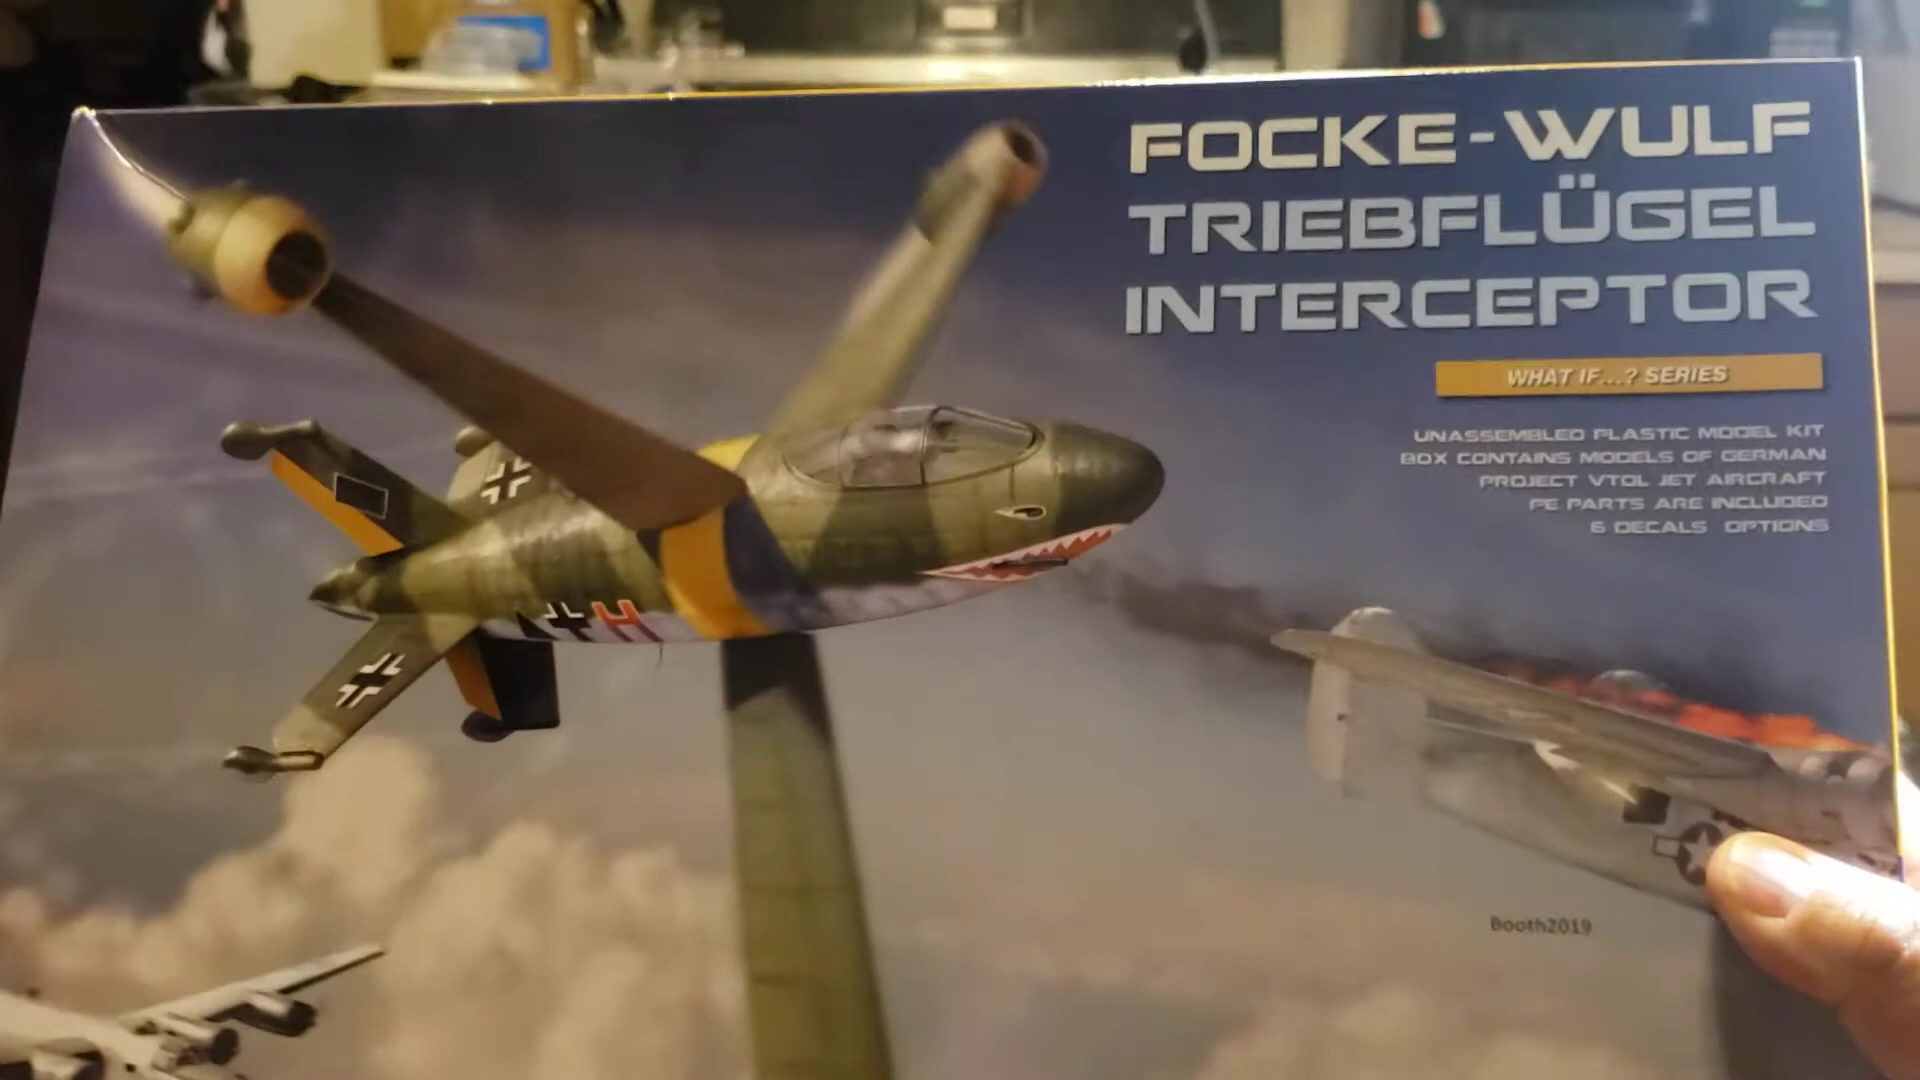 FOCKE-WULF
TRIEBFLÜGEL
INTERCEPTOR
WHAT IF...? SERIES
UNASSEMBLED PLASTIC MODEL KIT
BOX CONTAINS MODELS OF GERMAN
PROJECT VTOL JET AIRCRAFT
PE PARTS ARE INCLUDED
6 DECALS OPTIONS
H
Booth2019